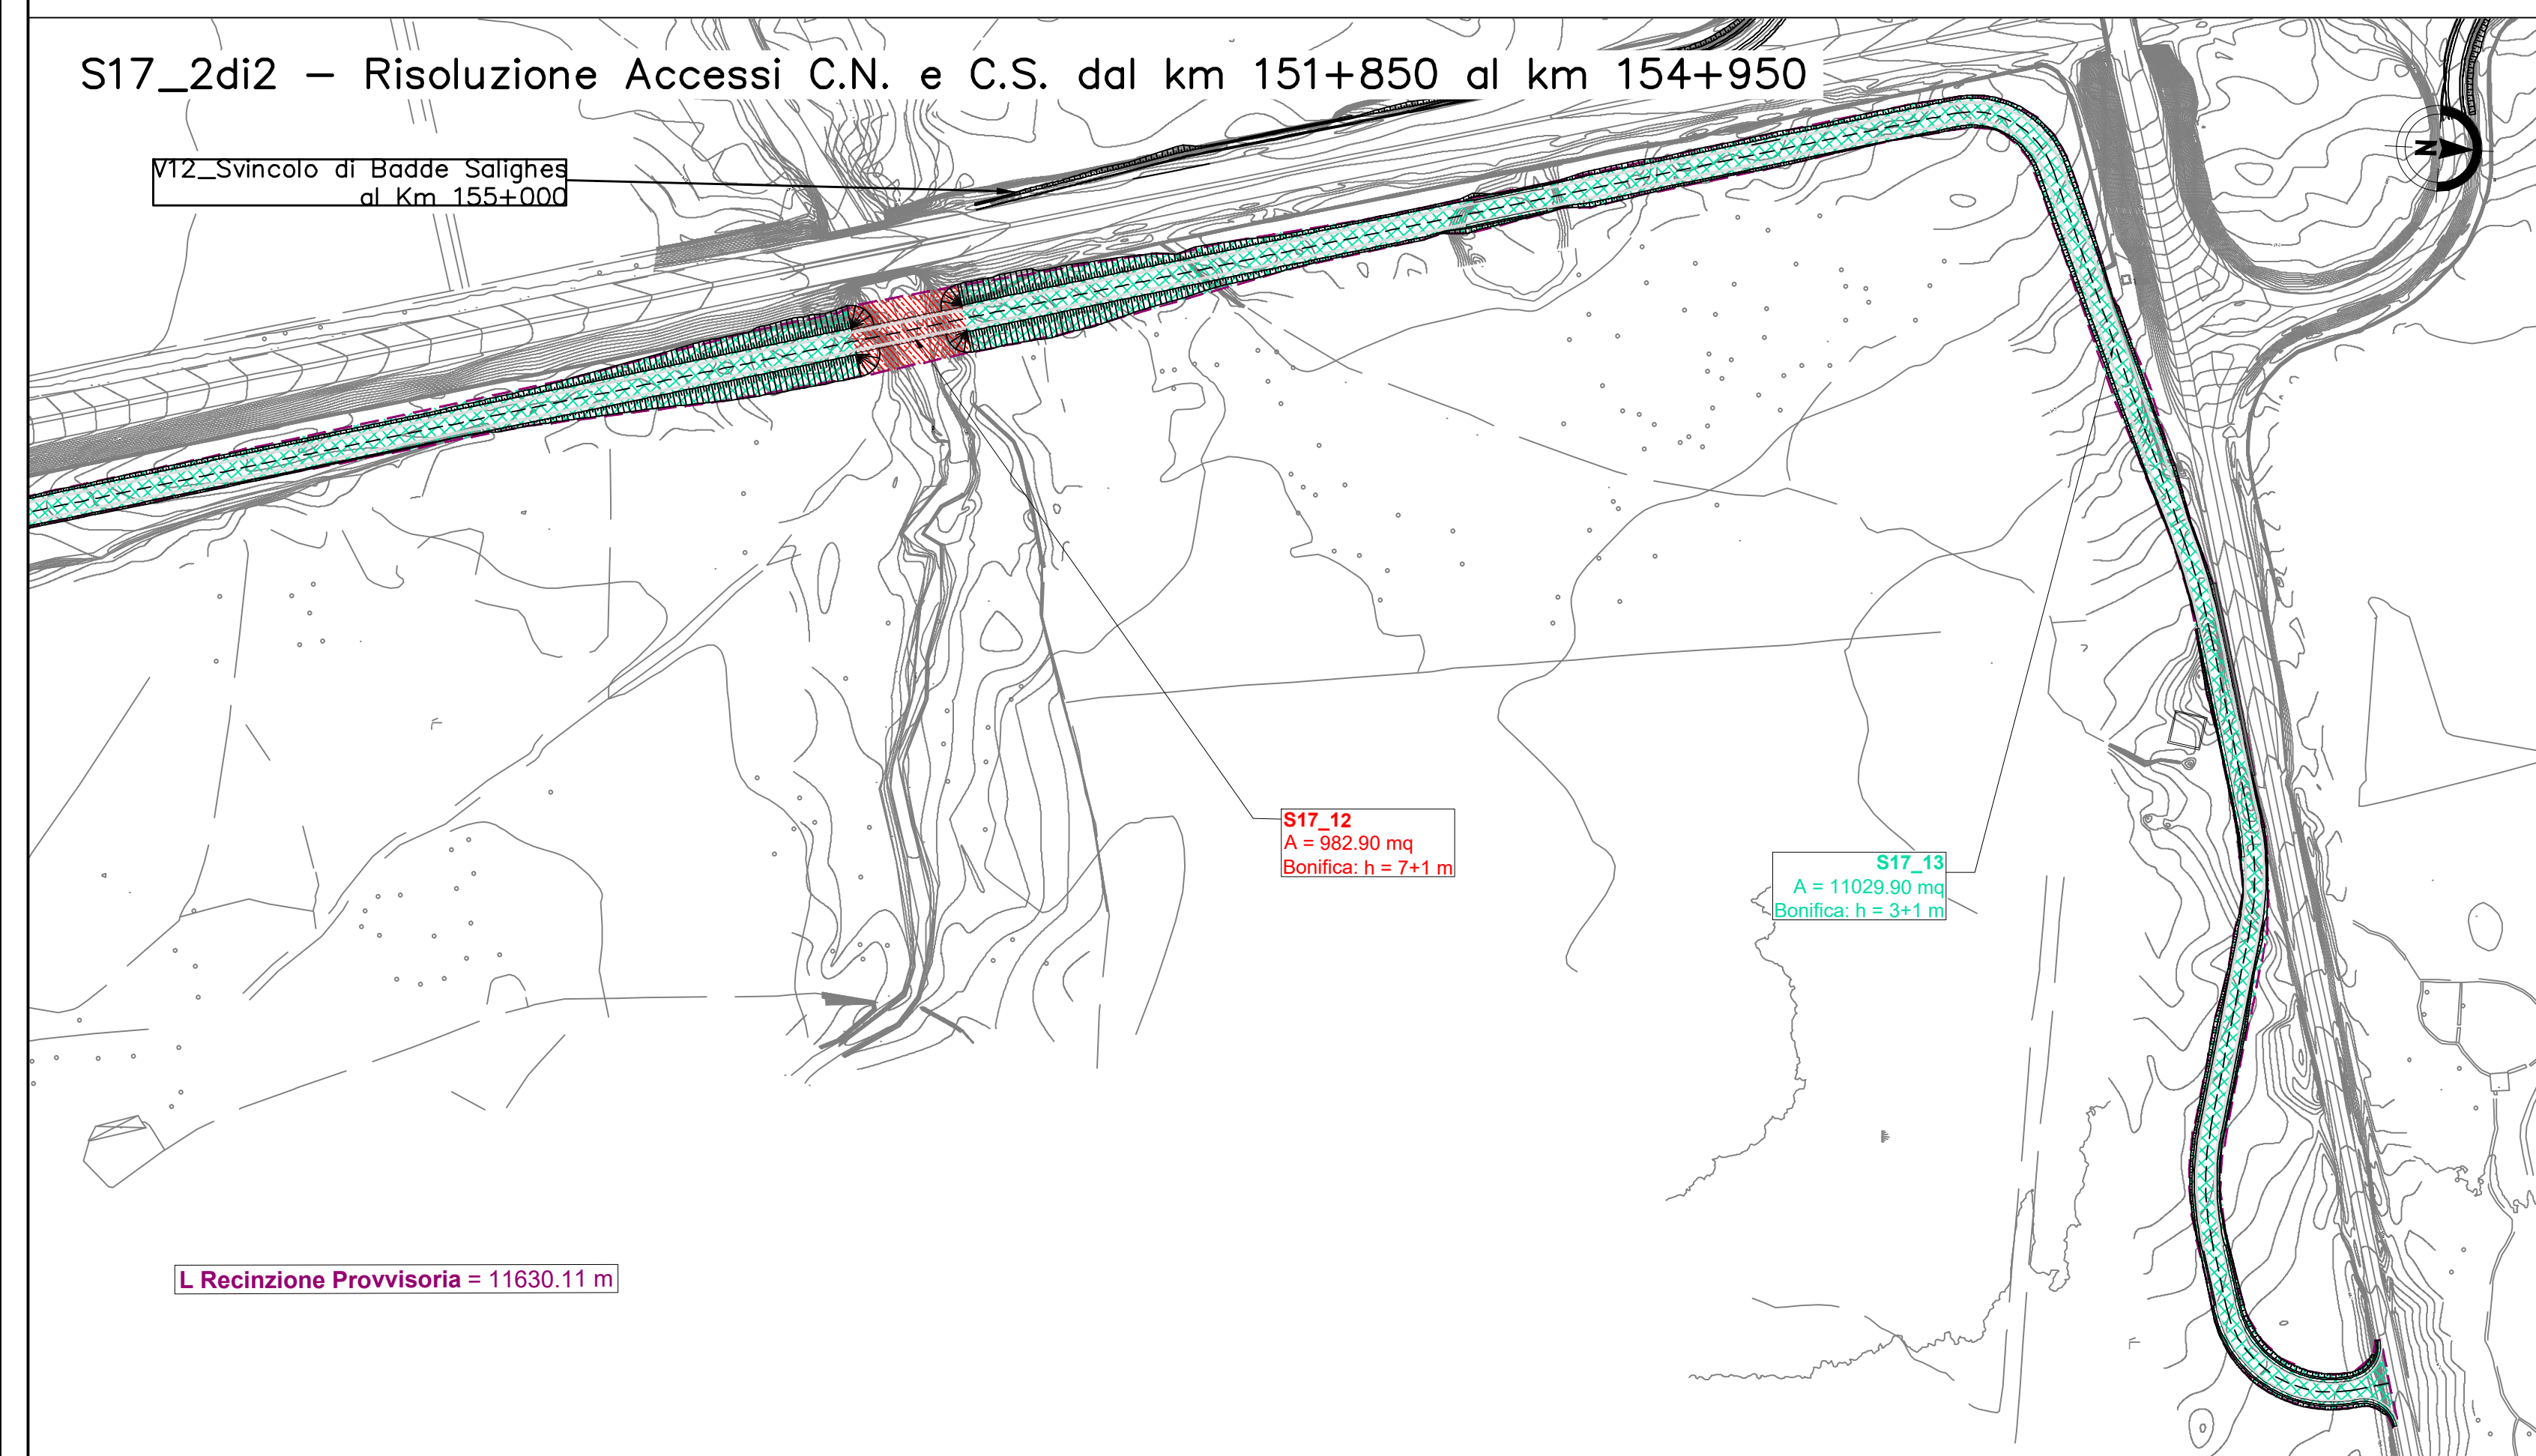 S17_2di2 – Risoluzione Accessi C.N. e C.S. dal km 151+850 al km 154+950
V12_Svincolo di Badde Salighes
al Km 155+000
N
S17_12
A = 982.90 mq
Bonifica: h = 7+1 m
S17_13
A = 11029.90 mq
Bonifica: h = 3+1 m
L Recinzione Provvisoria = 11630.11 m